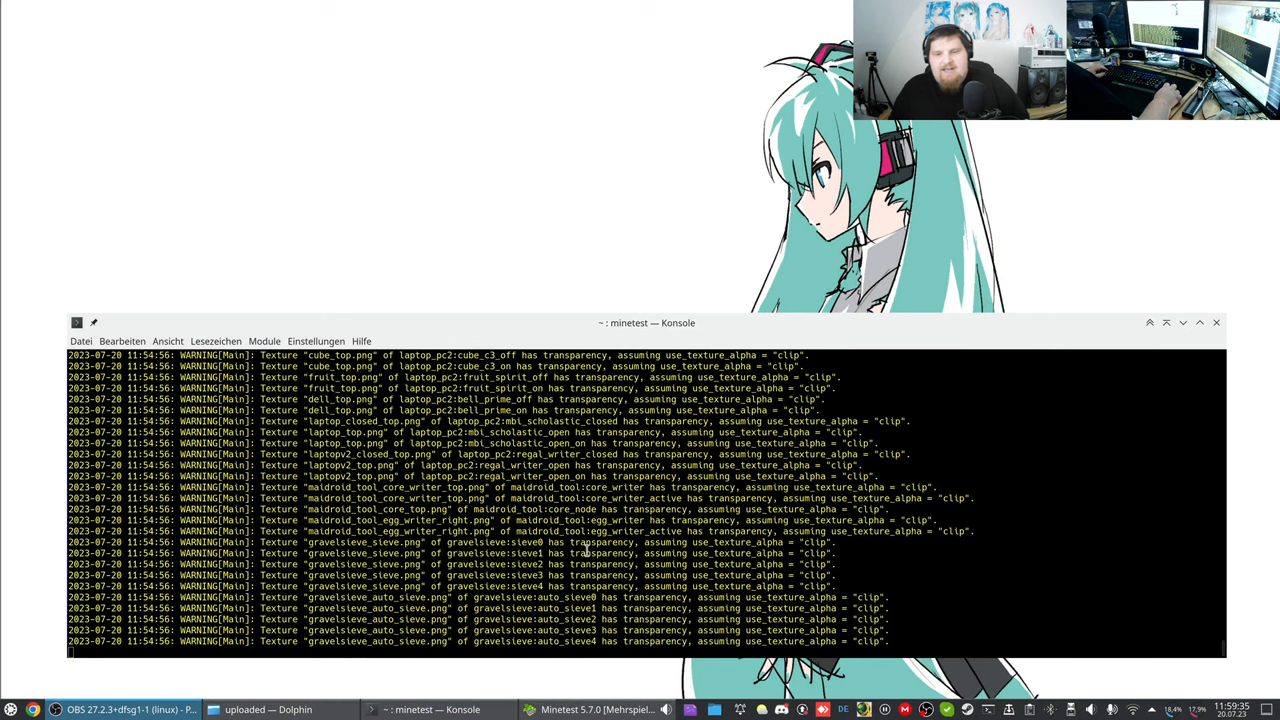 ~ : minetest — Konsole
Datei Bearbeiten Ansicht Lesezeichen Module Einstellungen Hilfe
2023-07-20 11:54:56: WARNING[Main]: Texture "cube_top.png" of laptop_pc2:cube_c3_off has transparency, assuming use_texture_alpha = "clip".
2023-07-20 11:54:56: WARNING[Main]: Texture "cube_top.png" of laptop_pc2:cube_c3_on has transparency, assuming use_texture_alpha = "clip".
2023-07-20 11:54:56: WARNING[Main]: Texture "fruit_top.png" of laptop_pc2:fruit_spirit_off has transparency, assuming use_texture_alpha = "clip".
2023-07-20 11:54:56: WARNING[Main]: Texture "fruit_top.png" of laptop_pc2:fruit_spirit_on has transparency, assuming use_texture_alpha = "clip".
2023-07-20 11:54:56: WARNING[Main]: Texture "dell_top.png" of laptop_pc2:bell_prime_off has transparency, assuming use_texture_alpha = "clip".
2023-07-20 11:54:56: WARNING[Main]: Texture "dell_top.png" of laptop_pc2:bell_prime_on has transparency, assuming use_texture_alpha = "clip".
2023-07-20 11:54:56: WARNING[Main]: Texture "laptop_closed_top.png" of laptop_pc2:mbi_scholastic_closed has transparency, assuming use_texture_alpha = "clip".
2023-07-20 11:54:56: WARNING[Main]: Texture "laptop_top.png" of laptop_pc2:mbi_scholastic_open has transparency, assuming use_texture_alpha = "clip".
2023-07-20 11:54:56: WARNING[Main]: Texture "laptop_top.png" of laptop_pc2:mbi_scholastic_open_on has transparency, assuming use_texture_alpha = "clip".
2023-07-20 11:54:56: WARNING[Main]: Texture "laptopv2_closed_top.png" of laptop_pc2:regal_writer_closed has transparency, assuming use_texture_alpha = "clip".
2023-07-20 11:54:56: WARNING[Main]: Texture "laptopv2_top.png" of laptop_pc2:regal_writer_open has transparency, assuming use_texture_alpha = "clip".
2023-07-20 11:54:56: WARNING[Main]: Texture "laptopv2_top.png" of laptop_pc2:regal_writer_open_on has transparency, assuming use_texture_alpha = "clip".
2023-07-20 11:54:56: WARNING[Main]: Texture "maidroid_tool_core_writer_top.png" of maidroid_tool:core_writer has transparency, assuming use_texture_alpha = "clip".
2023-07-20 11:54:56: WARNING[Main]: Texture "maidroid_tool_core_writer_top.png" of maidroid_tool:core_writer_active has transparency, assuming use_texture_alpha = "clip".
2023-07-20 11:54:56: WARNING[Main]: Texture "maidroid_tool_core_top.png" of maidroid_tool:core_node has transparency, assuming use_texture_alpha = "clip".
2023-07-20 11:54:56: WARNING[Main]: Texture "maidroid_tool_egg_writer_right.png" of maidroid_tool:egg_writer has transparency, assuming use_texture_alpha = "clip".
2023-07-20 11:54:56: WARNING[Main]: Texture "maidroid_tool_egg_writer_right.png" of maidroid_tool:egg_writer_active has transparency, assuming use_texture_alpha = "clip".
2023-07-20 11:54:56: WARNING[Main]: Texture "gravelsieve_sieve.png" of gravelsieve:sieve0 has transparency, assuming use_texture_alpha = "clip".
2023-07-20 11:54:56: WARNING[Main]: Texture "gravelsieve_sieve.png" of gravelsieve:sieve1 has transparency, assuming use_texture_alpha = "clip".
2023-07-20 11:54:56: WARNING[Main]: Texture "gravelsieve_sieve.png" of gravelsieve:sieve2 has transparency, assuming use_texture_alpha = "clip".
2023-07-20 11:54:56: WARNING[Main]: Texture "gravelsieve_sieve.png" of gravelsieve:sieve3 has transparency, assuming use_texture_alpha = "clip".
2023-07-20 11:54:56: WARNING[Main]: Texture "gravelsieve_sieve.png" of gravelsieve:sieve4 has transparency, assuming use_texture_alpha = "clip".
2023-07-20 11:54:56: WARNING[Main]: Texture "gravelsieve_auto_sieve.png" of gravelsieve:auto_sieve0 has transparency, assuming use_texture_alpha = "clip".
2023-07-20 11:54:56: WARNING[Main]: Texture "gravelsieve_auto_sieve.png" of gravelsieve:auto_sieve1 has transparency, assuming use_texture_alpha = "clip".
2023-07-20 11:54:56: WARNING[Main]: Texture "gravelsieve_auto_sieve.png" of gravelsieve:auto_sieve2 has transparency, assuming use_texture_alpha = "clip".
2023-07-20 11:54:56: WARNING[Main]: Texture "gravelsieve_auto_sieve.png" of gravelsieve:auto_sieve3 has transparency, assuming use_texture_alpha = "clip".
2023-07-20 11:54:56: WARNING[Main]: Texture "gravelsieve_auto_sieve.png" of gravelsieve:auto_sieve4 has transparency, assuming use_texture_alpha = "clip".
OBS 27.2.3+dfsg1-1 (linux) - P... uploaded — Dolphin ~ : minetest — Konsole Minetest 5.7.0 [Mehrspiel... DE 18,4% 17,9% 11:59:35
20.07.23